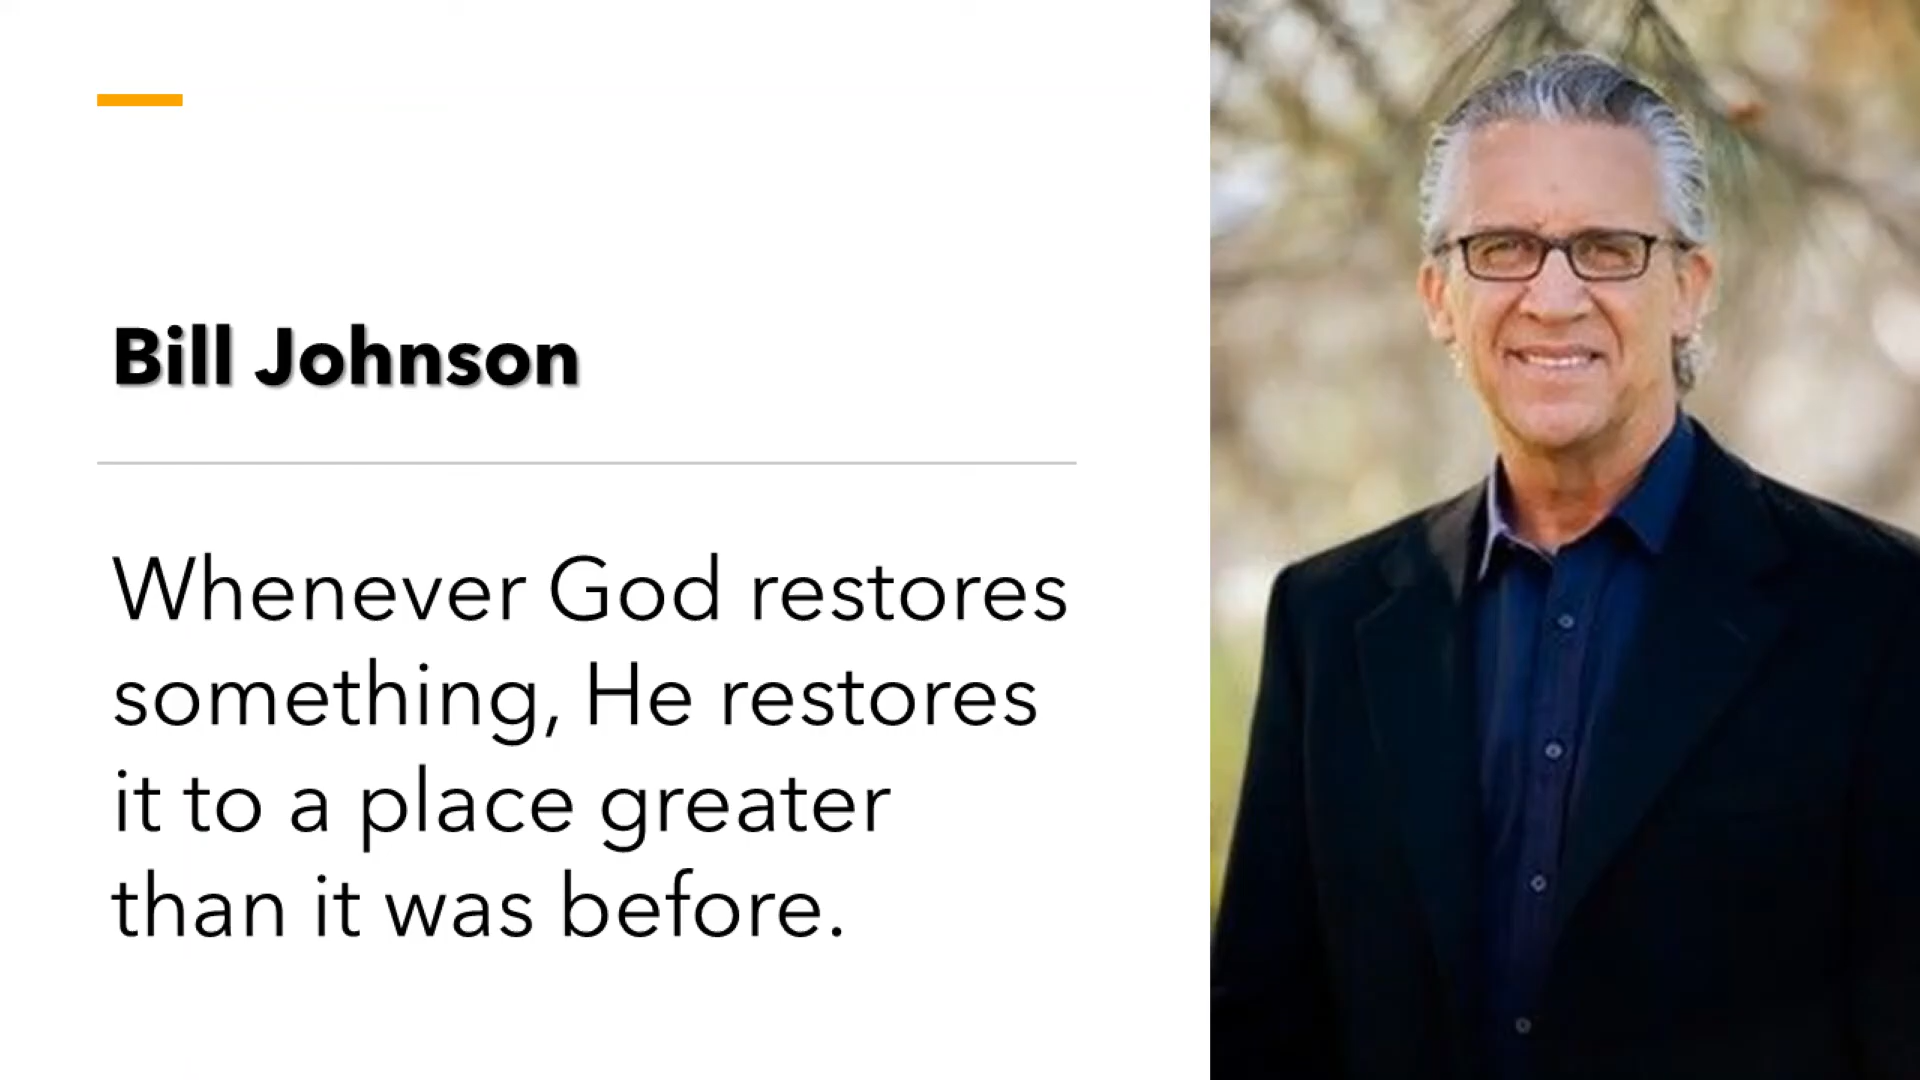 Bill Johnson
Whenever God restores
something, He restores
it to a place greater
than it was before.